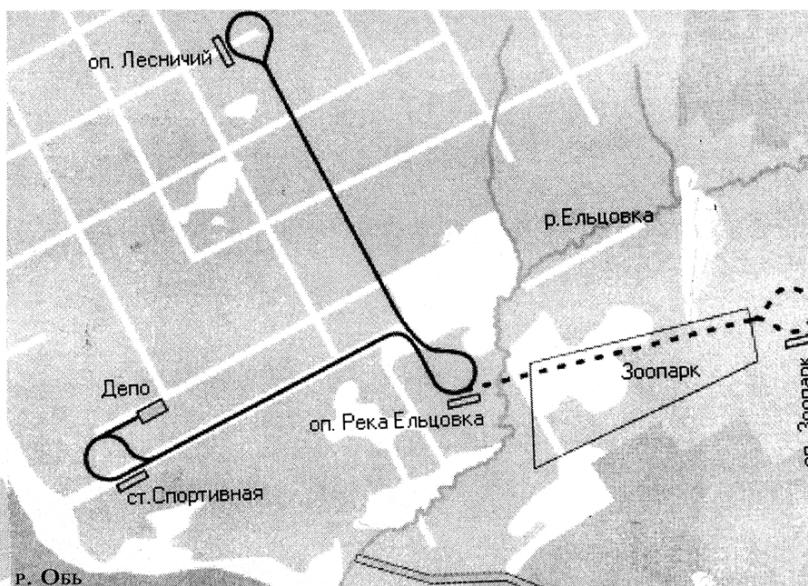 оп. Лесничий
р.Ельцовка
Зоопарк
оп. Зоопарк
Депо
оп. Река Ельцовка
ст.Спортивная
р. Обь